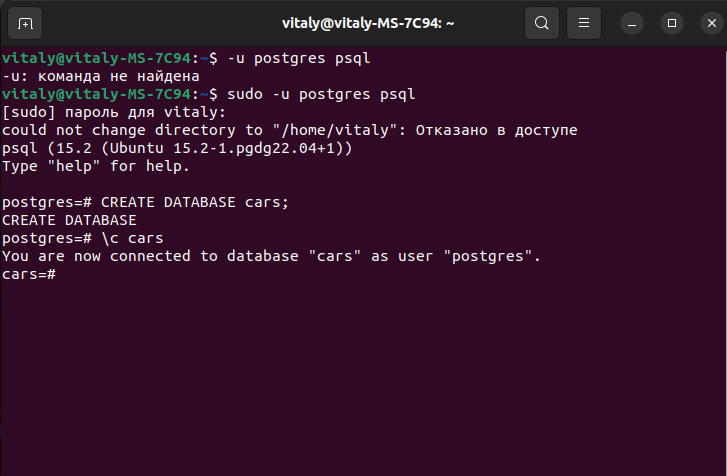 vitaly@vitaly-MS-7C94: ~
vitaly@vitaly-MS-7C94:~$ -u postgres psql
-u: команда не найдена
vitaly@vitaly-MS-7C94:~$ sudo -u postgres psql
[sudo] пароль для vitaly:
could not change directory to "/home/vitaly": Отказано в доступе
psql (15.2 (Ubuntu 15.2-1.pgdg22.04+1))
Type "help" for help.
postgres=# CREATE DATABASE cars;
CREATE DATABASE
postgres=# \c cars
You are now connected to database "cars" as user "postgres".
cars=#